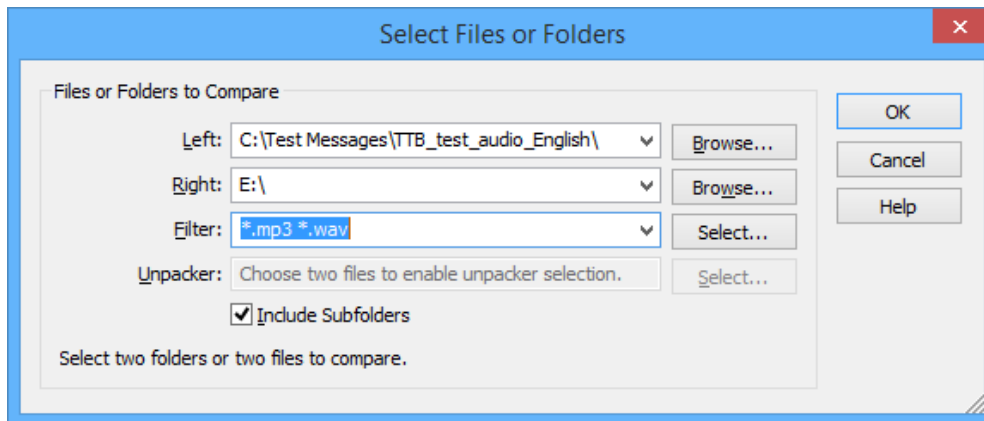 Select Files or Folders
Files or Folders to Compare
Left: C:\Test Messages\TTB_test_audio_English\ Browse...
OK
Right: E:\ Browse...
Cancel
Filter: *.mp3 *.wav Select...
Help
Unpacker: Choose two files to enable unpacker selection. Select...
Include Subfolders
Select two folders or two files to compare.